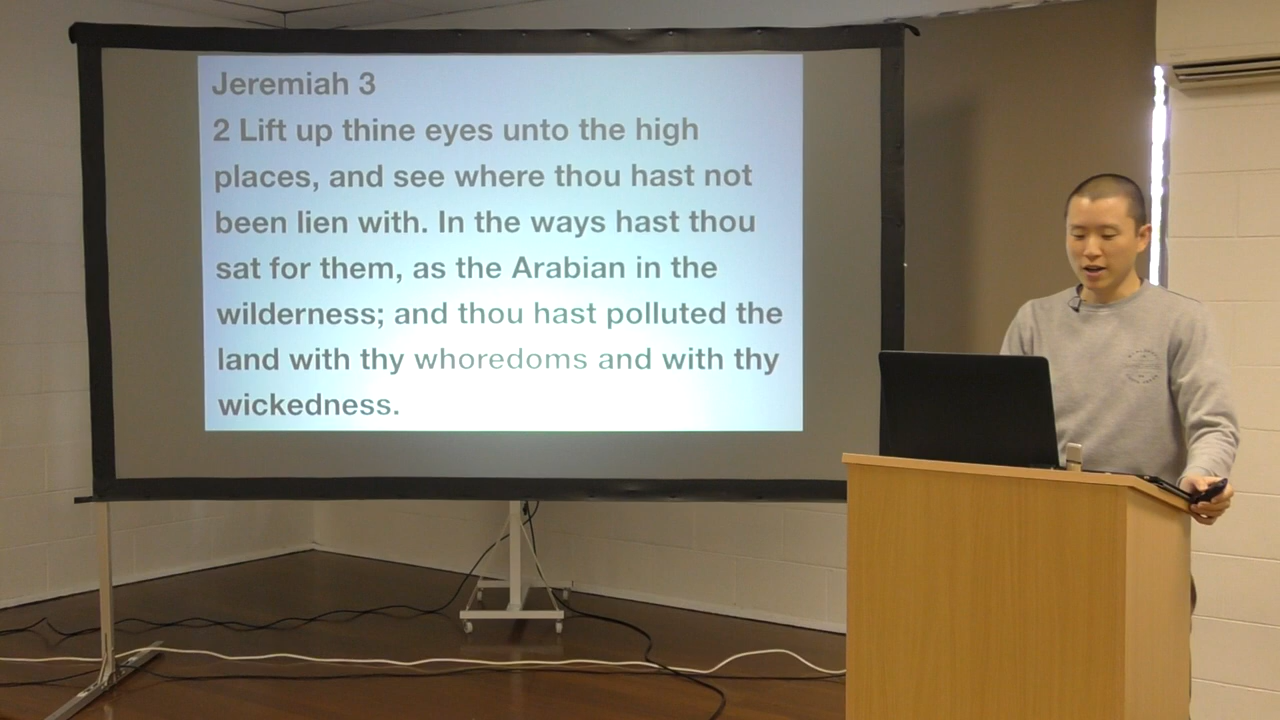 Jeremiah 3
2 Lift up thine eyes unto the high
places, and see where thou hast not
been lien with. In the ways hast thou
sat for them, as the Arabian in the
wilderness; and thou hast polluted the
land with thy whoredoms and with thy
wickedness.